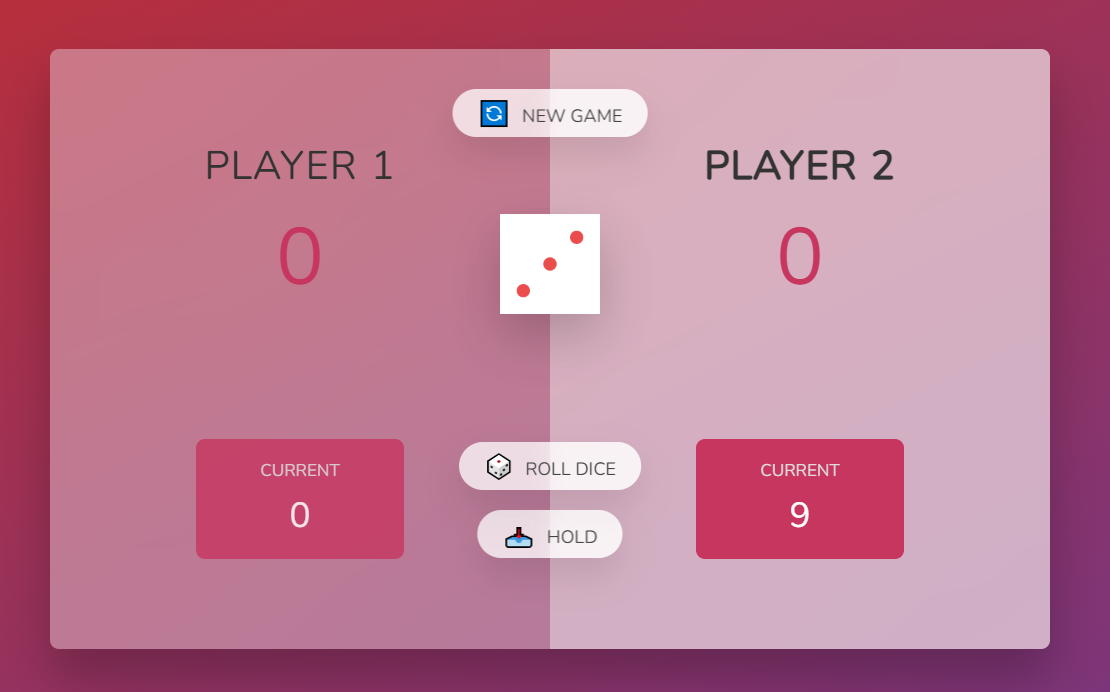 NEW GAME
PLAYER 1
0
PLAYER 2
0
CURRENT
0
ROLL DICE
HOLD
CURRENT
9